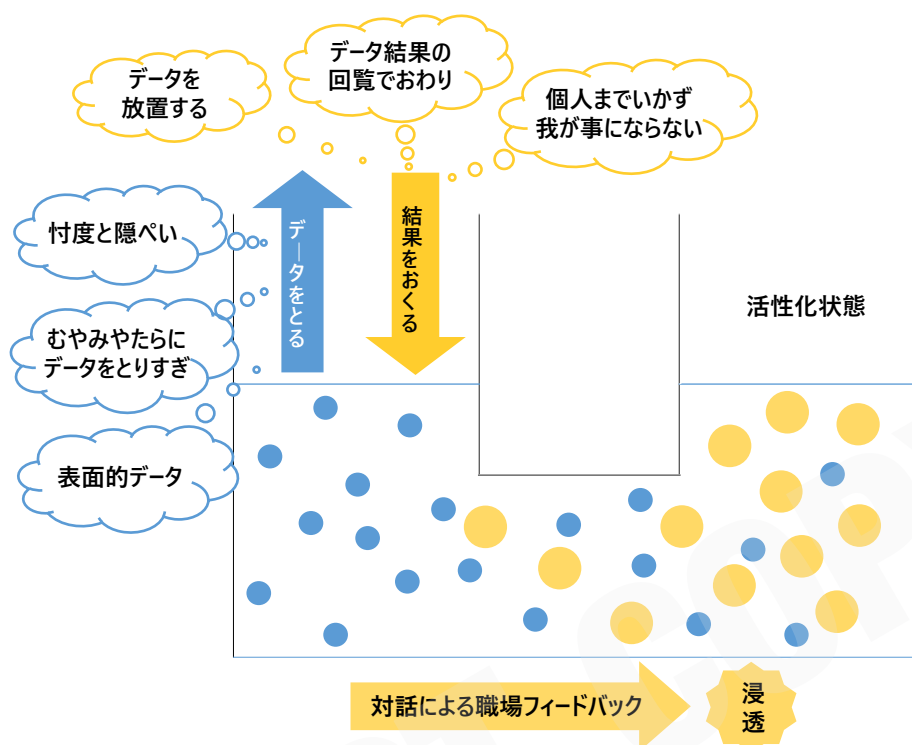 データを
放置する
データ結果の
回覧でおわり
個人までいかず
我が事にならない
忖度と隠ぺい
むやみやたらに
データをとりすぎ
表面的データ
データをとる
結果をおくる
活性化状態
対話による職場フィードバック
浸
透
COPY